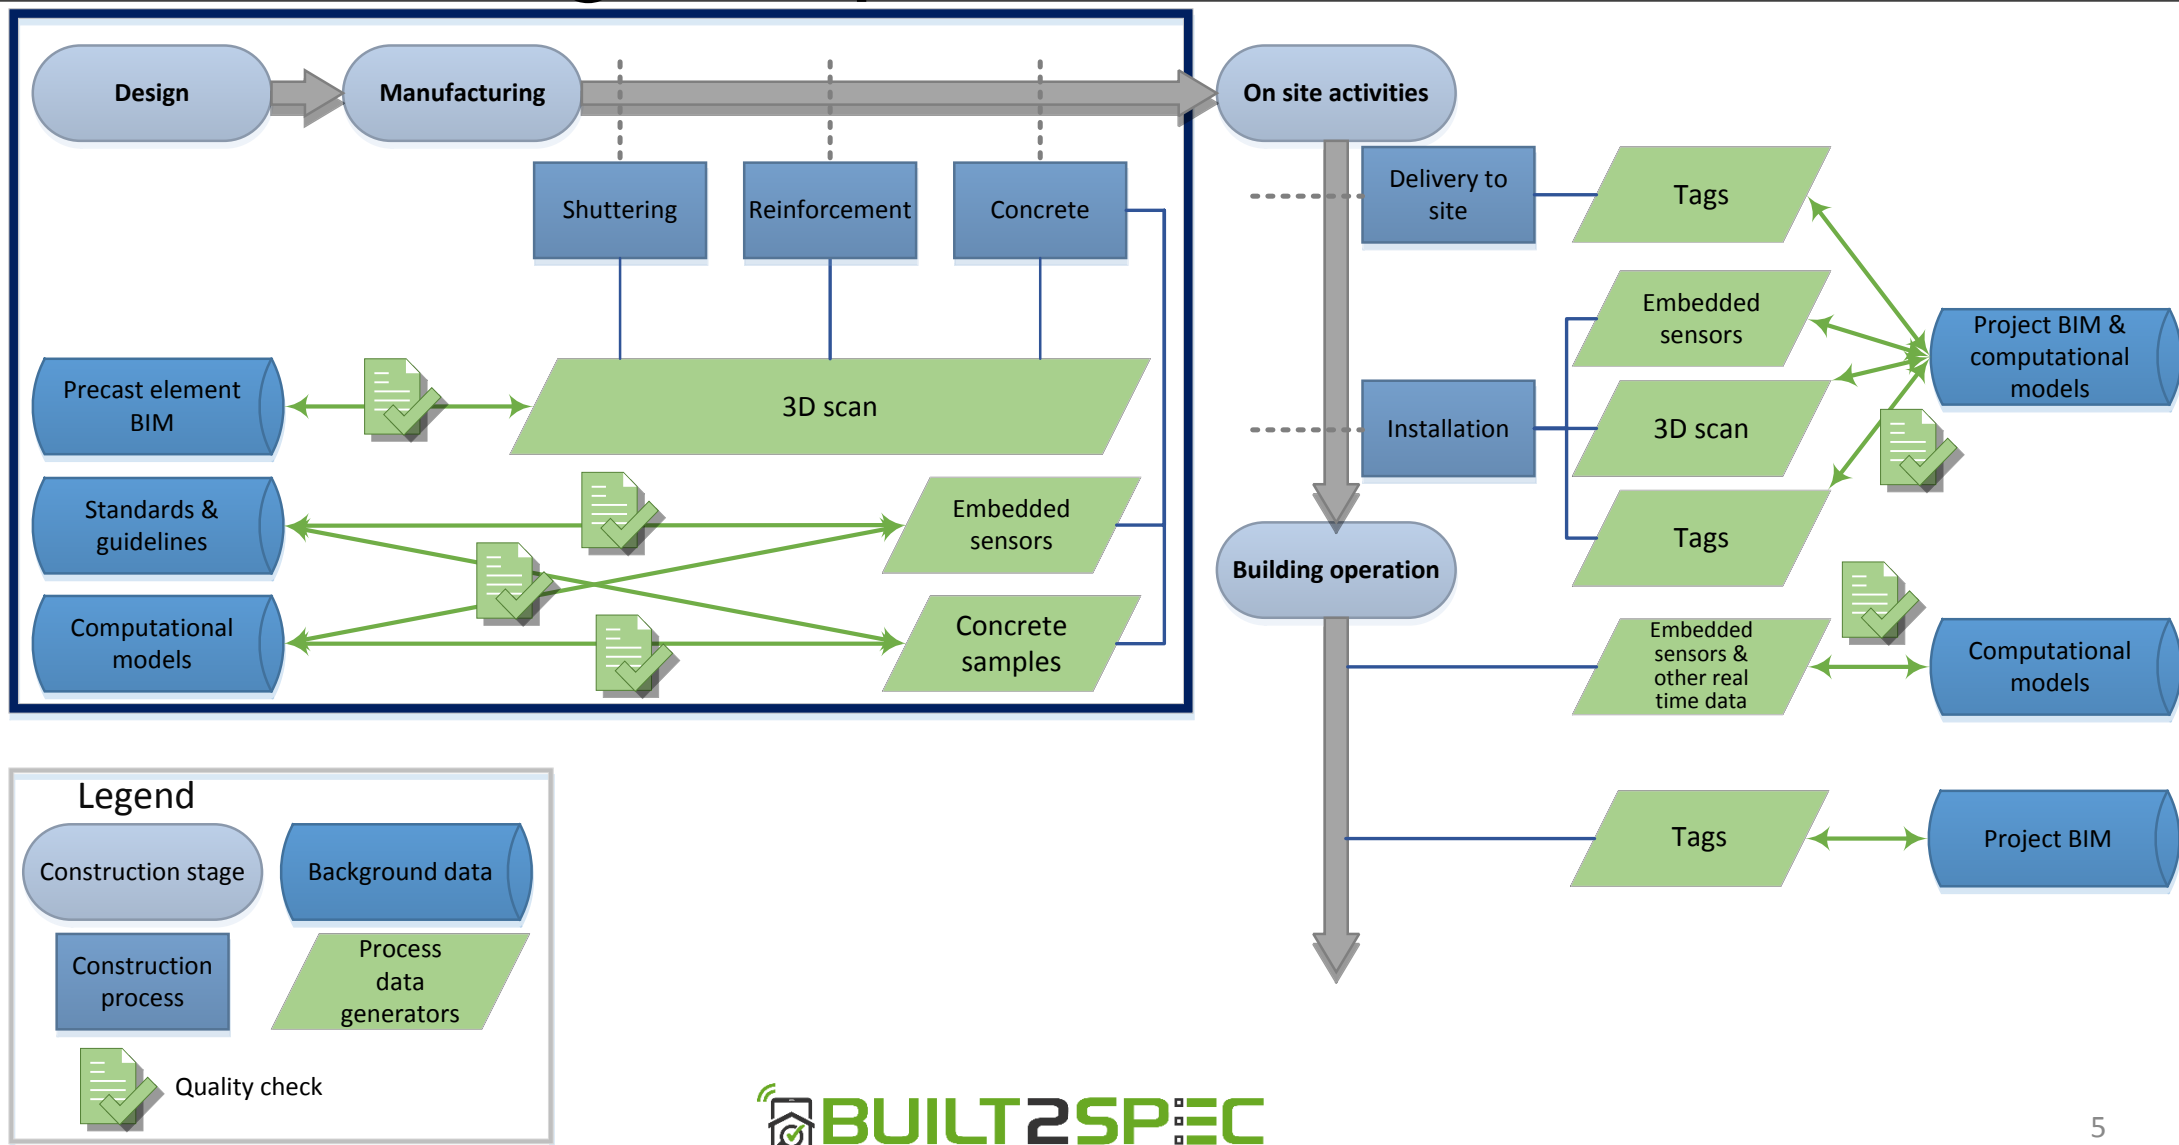 Design
Manufacturing
On site activities
Shuttering
Reinforcement
Concrete
Delivery to
site
Tags
Embedded
sensors
Project BIM &
computational
models
Precast element
BIM
3D scan
Installation
3D scan
Standards &
guidelines
Embedded
sensors
Tags
Building operation
Computational
models
Concrete
samples
Embedded
sensors &
other real
time data
Computational
models
Tags
Project BIM
Legend
Construction stage
Background data
Construction
process
Process
data
generators
Quality check
BUILT2SPEC
5